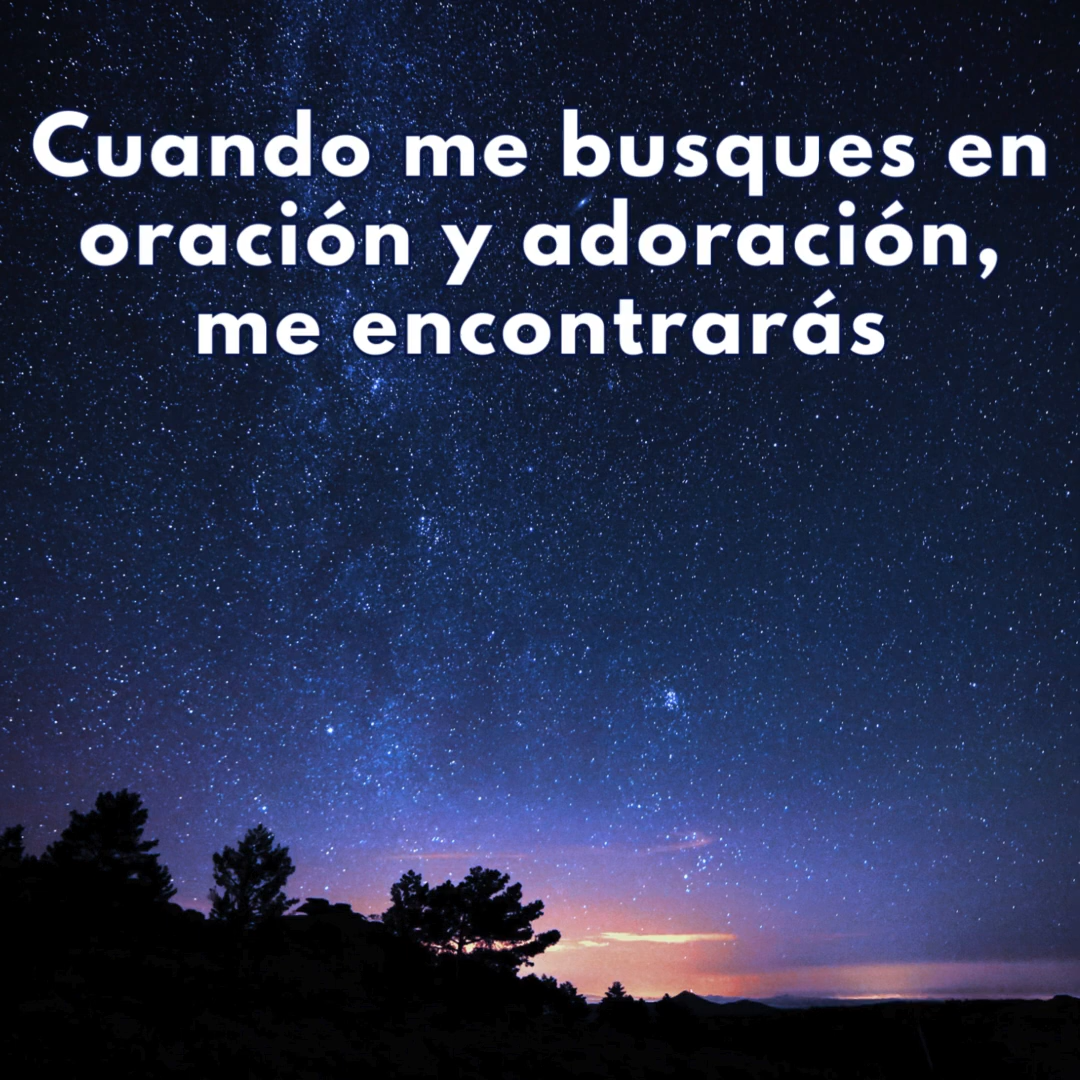 Cuando me busques en
oración y adoración,
me encontrarás